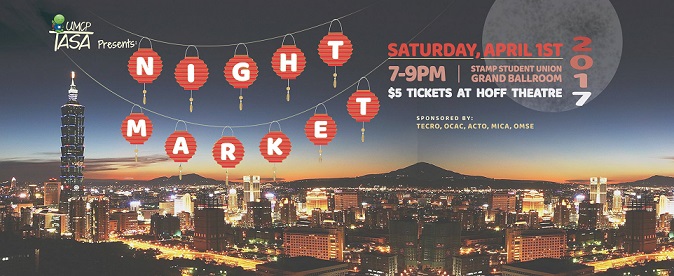 UMCP
TASA Presents:
NIGHT
MARKET
SATURDAY, APRIL 1ST
7-9PM | STAMP STUDENT UNION
GRAND BALLROOM
$5 TICKETS AT HOFF THEATRE
2017
SPONSORED BY:
TECRO, OCAC, ACTO, MICA, OMSE